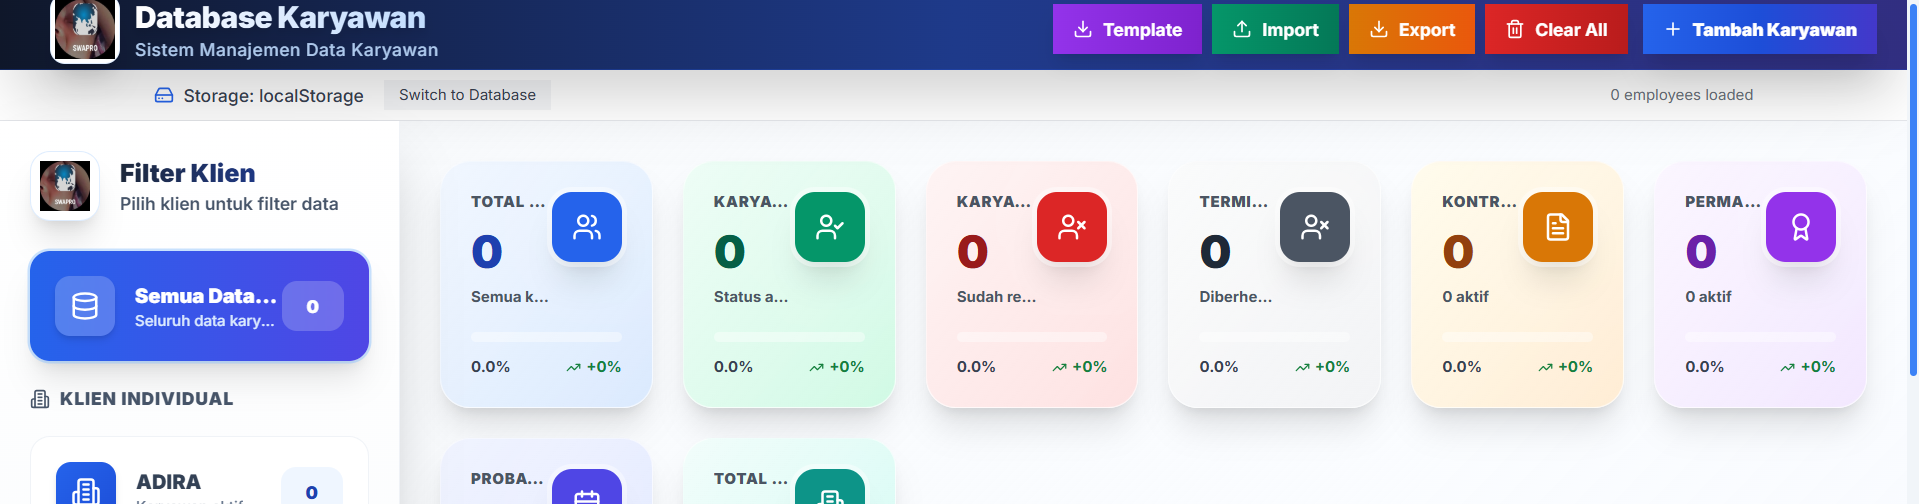 SWAPRO
Database Karyawan
Sistem Manajemen Data Karyawan
Template
Import
Export
Clear All
Tambah Karyawan
Storage: localStorage
Switch to Database
0 employees loaded
SWAPRO
Filter Klien
Pilih klien untuk filter data
Semua Data...
Seluruh data kary...
0
KLIEN INDIVIDUAL
ADIRA
0
TOTAL ...
0
Semua k...
0.0%
+0%
KARYA...
0
Status a...
0.0%
+0%
KARYA...
0
Sudah re...
0.0%
+0%
TERMI...
0
Diberhe...
0.0%
+0%
KONTR...
0
0 aktif
0.0%
+0%
PERMA...
0
0 aktif
0.0%
+0%
PROBA...
TOTAL ...